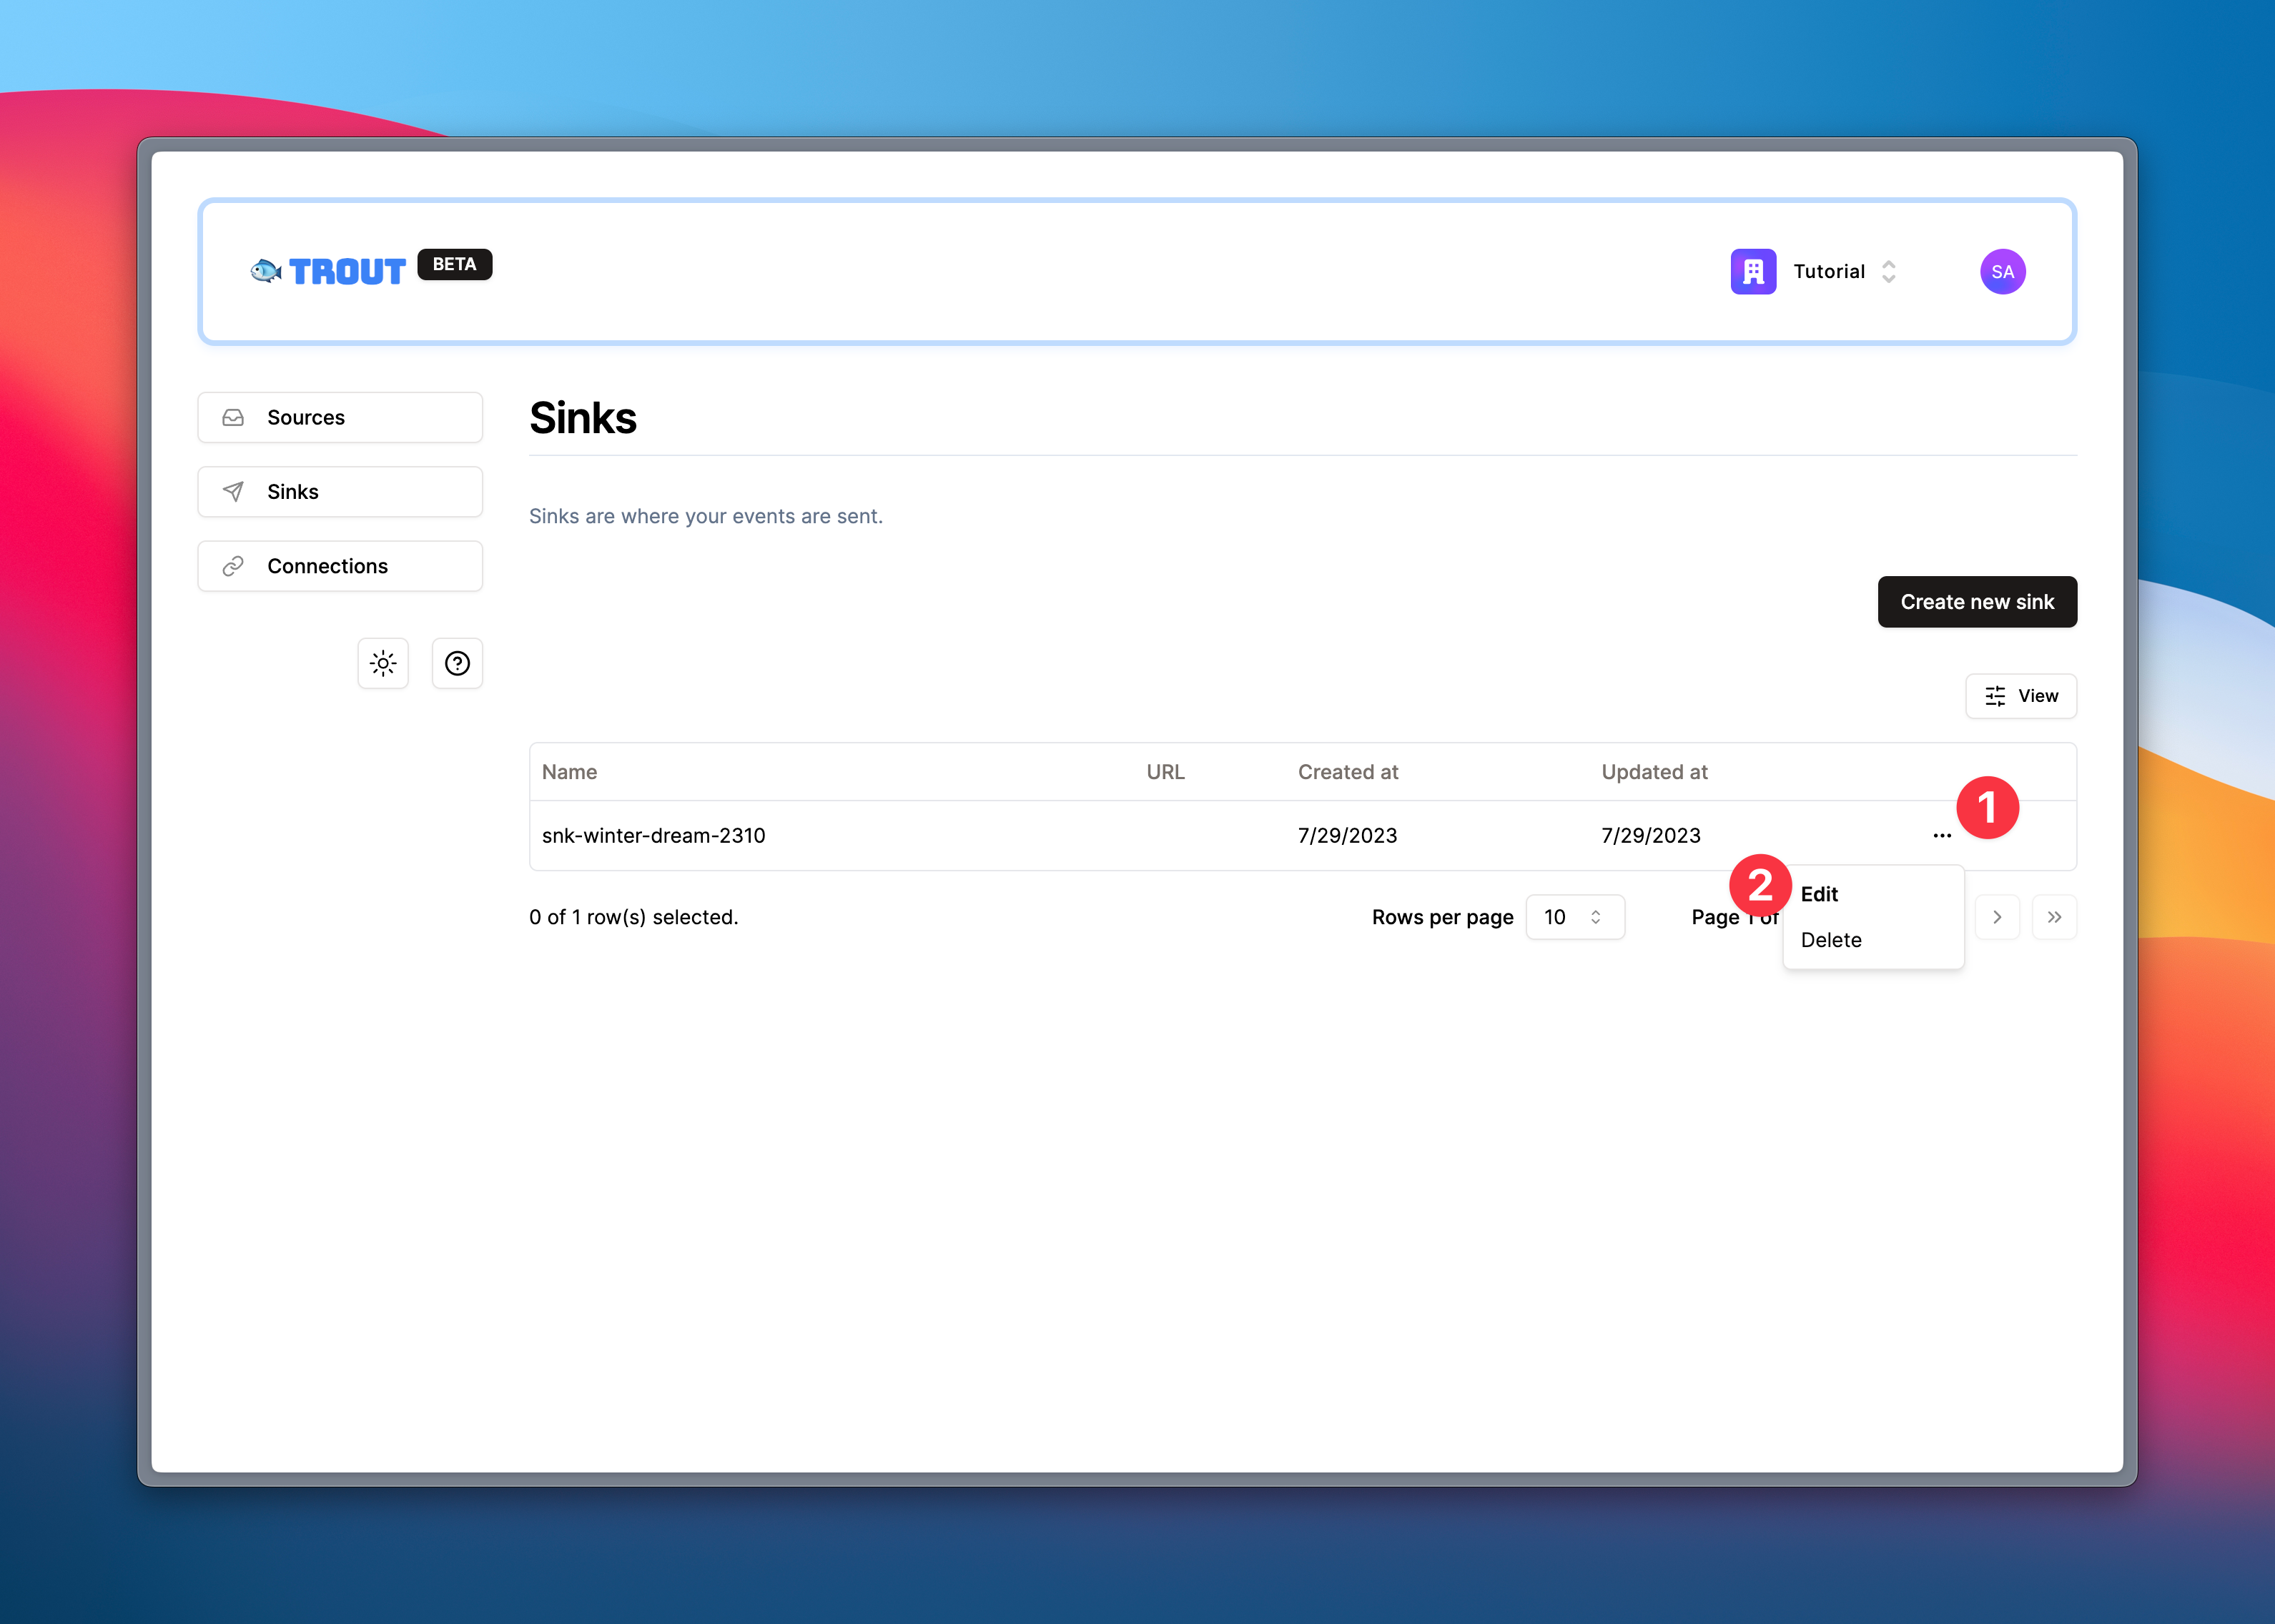 TROUT BETA
Tutorial
SA
Sources
Sinks
Connections
Sinks
Sinks are where your events are sent.
Create new sink
View
Name URL Created at Updated at
1
snk-winter-dream-2310 7/29/2023 7/29/2023 ...
2
Edit
Delete
0 of 1 row(s) selected. Rows per page 10 Page 1 of